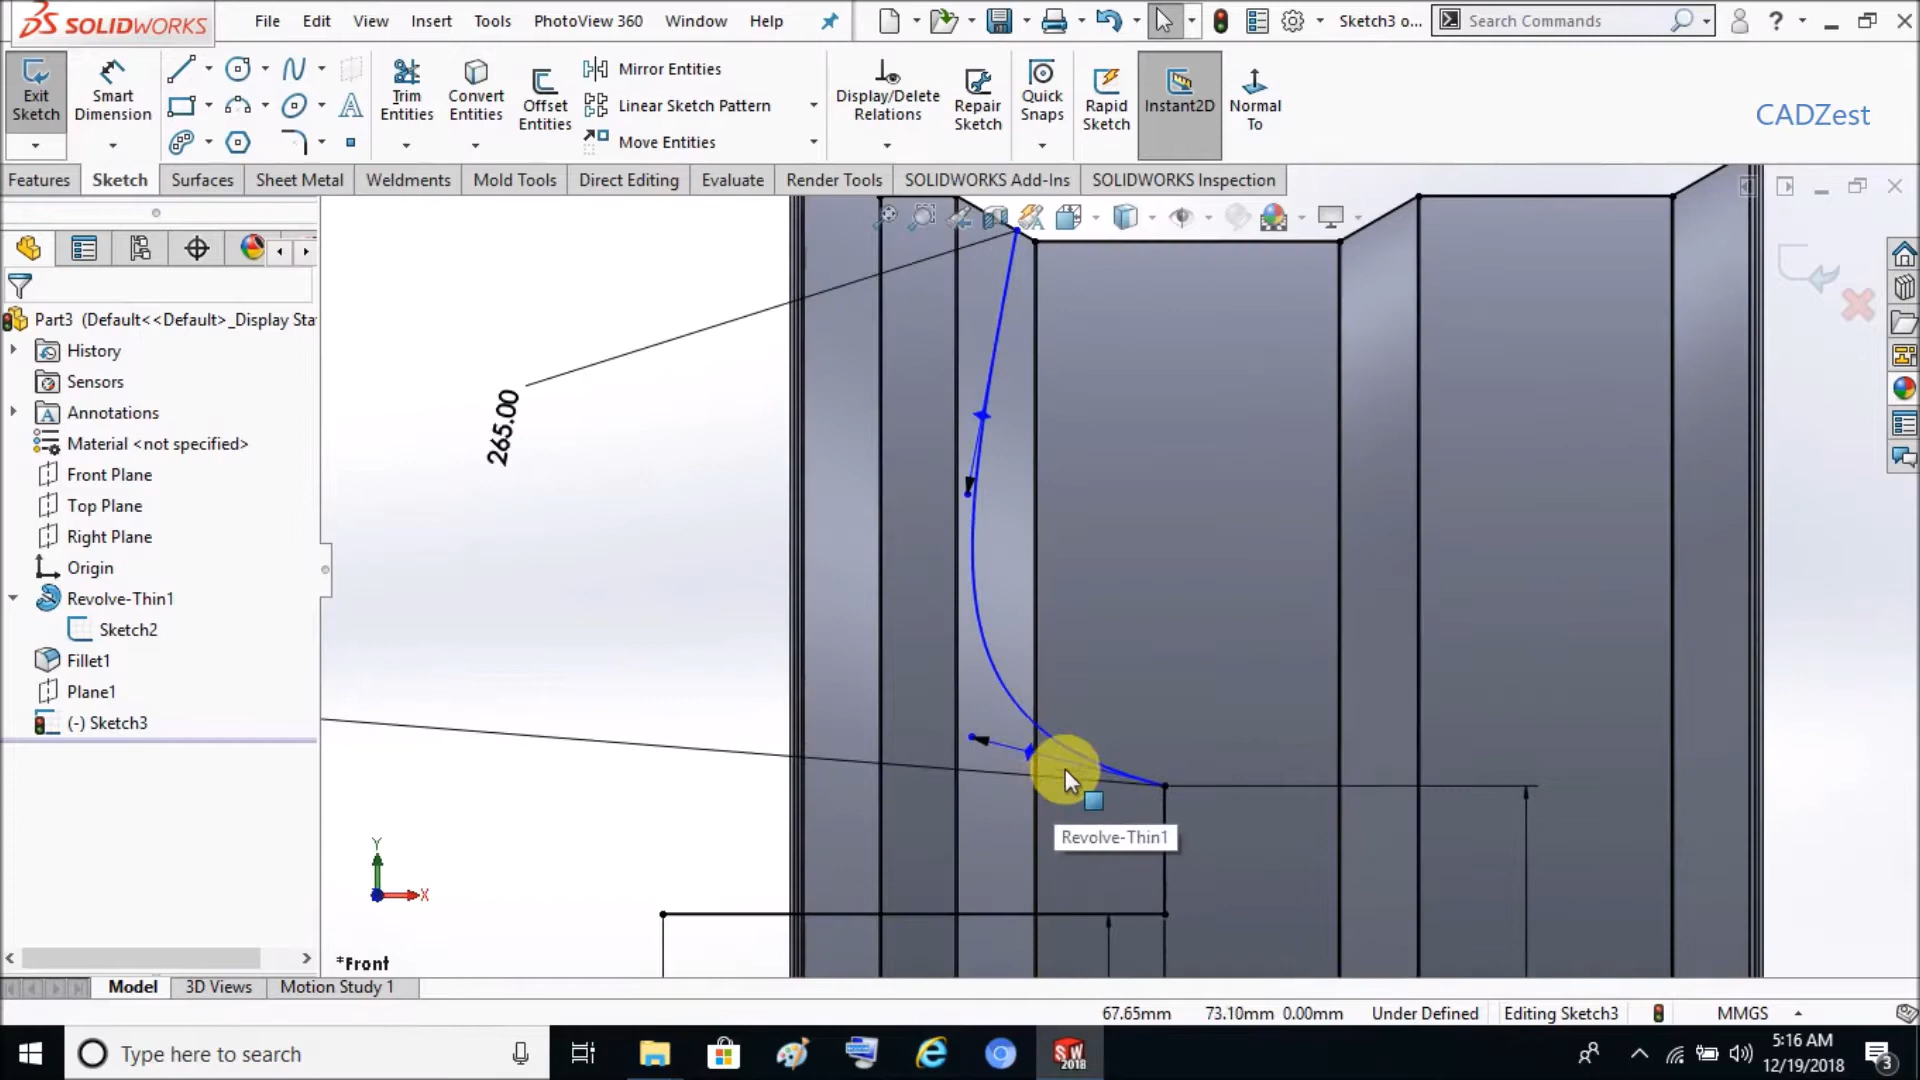 SOLIDWORKS
File Edit View Insert Tools PhotoView 360 Window Help
Sketch3 o...
Search Commands
Exit Sketch
Smart Dimension
Trim Entities
Convert Entities
Offset Entities
Mirror Entities
Linear Sketch Pattern
Move Entities
Display/Delete Relations
Repair Sketch
Quick Snaps
Rapid Sketch
Instant2D
Normal To
CADZest
Features Sketch Surfaces Sheet Metal Weldments Mold Tools Direct Editing Evaluate Render Tools SOLIDWORKS Add-Ins SOLIDWORKS Inspection
Part3 (Default<<Default>_Display Sta
History
Sensors
Annotations
Material <not specified>
Front Plane
Top Plane
Right Plane
Origin
Revolve-Thin1
Sketch2
Fillet1
Plane1
(-) Sketch3
265.00
Revolve-Thin1
Y
X
*Front
Model 3D Views Motion Study 1
67.65mm 73.10mm 0.00mm Under Defined Editing Sketch3 MMGS
Type here to search
SW
2018
5:16 AM
12/19/2018
3